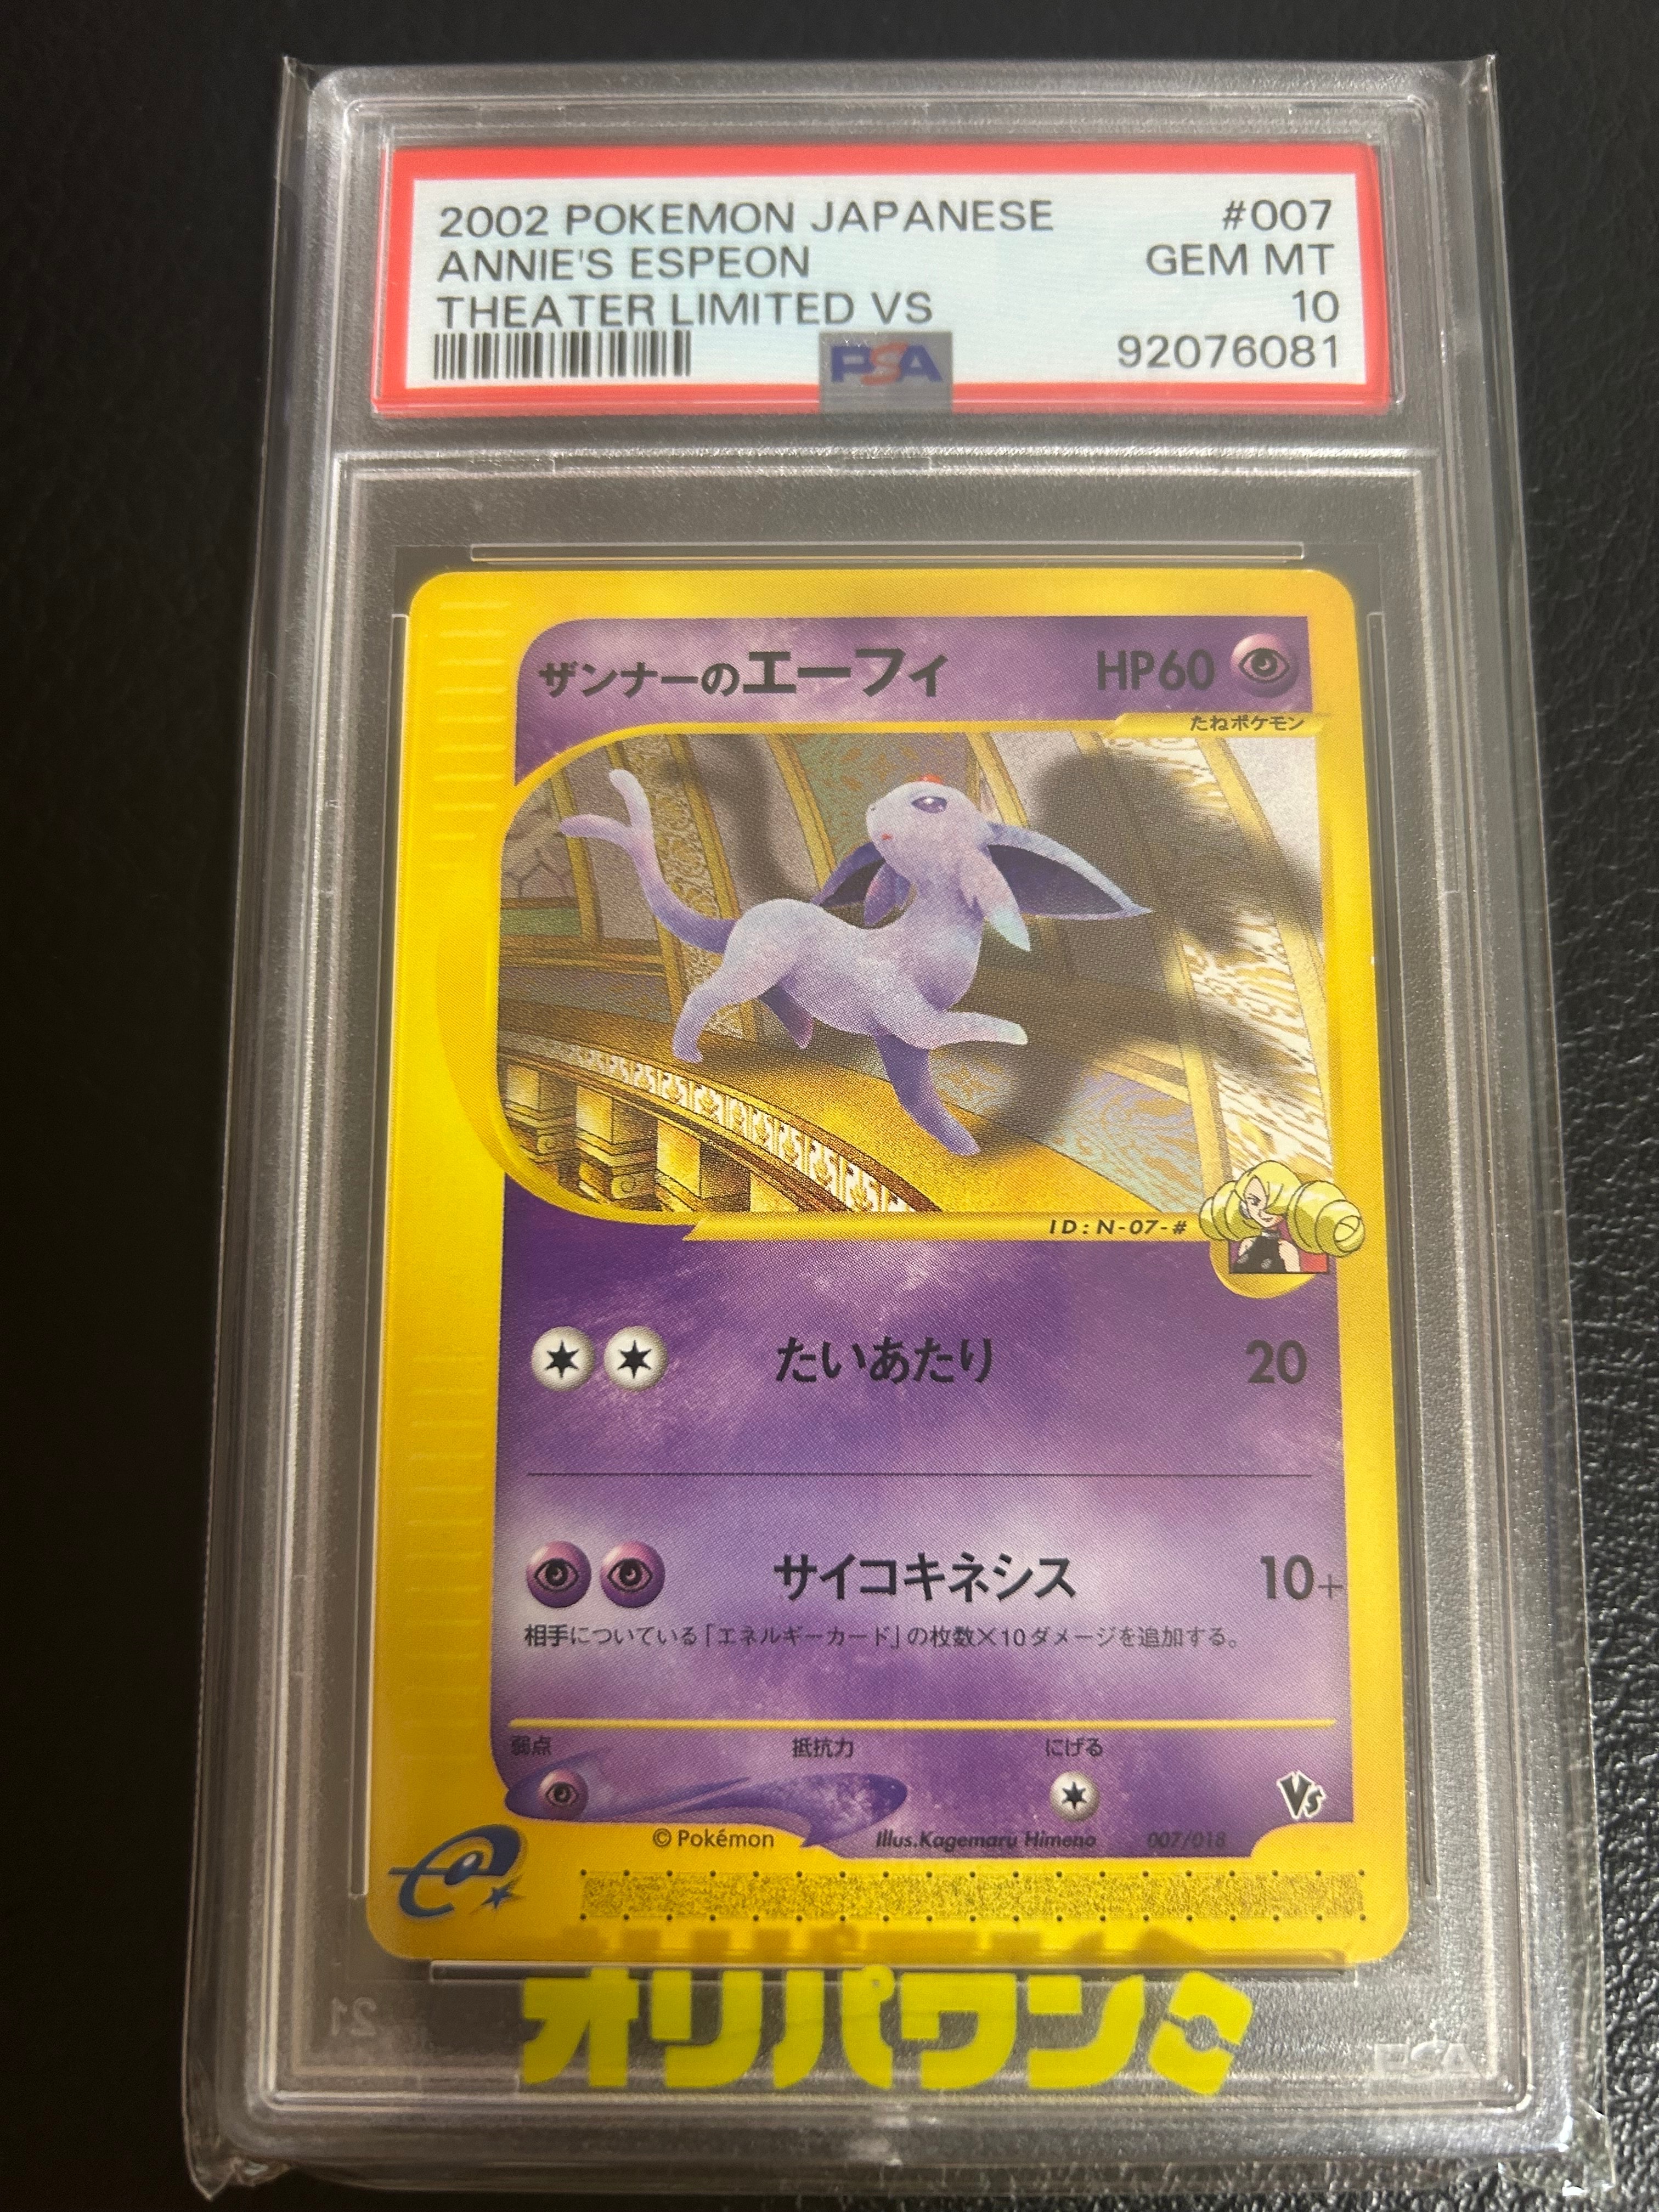 2002 POKEMON JAPANESE #007
ANNIE'S ESPEON GEM MT
THEATER LIMITED VS 10
PSA 92076081
ザンナーのエーフィ HP60
たねポケモン
ID:N-07-#
たいあたり 20
サイコキネシス 10+
相手についている「エネルギーカード」の枚数×10ダメージを追加する。
弱点 抵抗力 にげる
Vs
©Pokémon Illus.Kagemaru Himeno 007/018
e
オリパワン
PSA